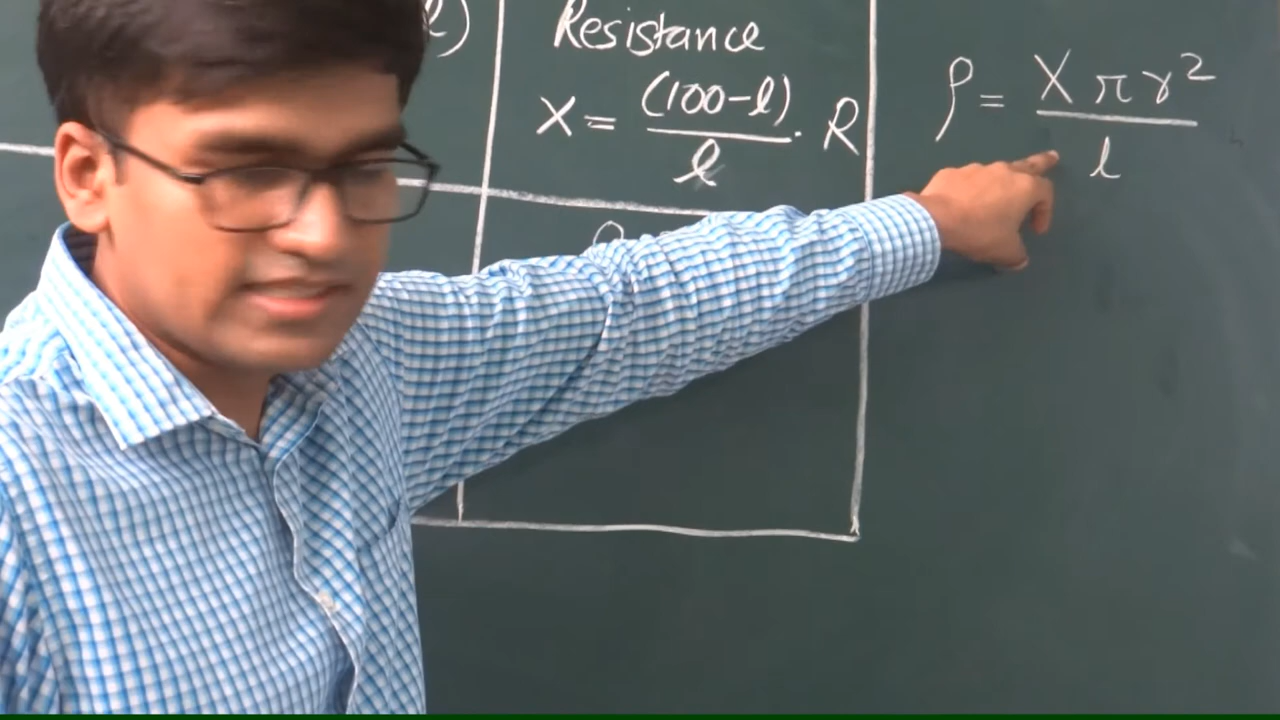 l)
Resistance
X = (100-l)/l . R
ρ = X π r²/l